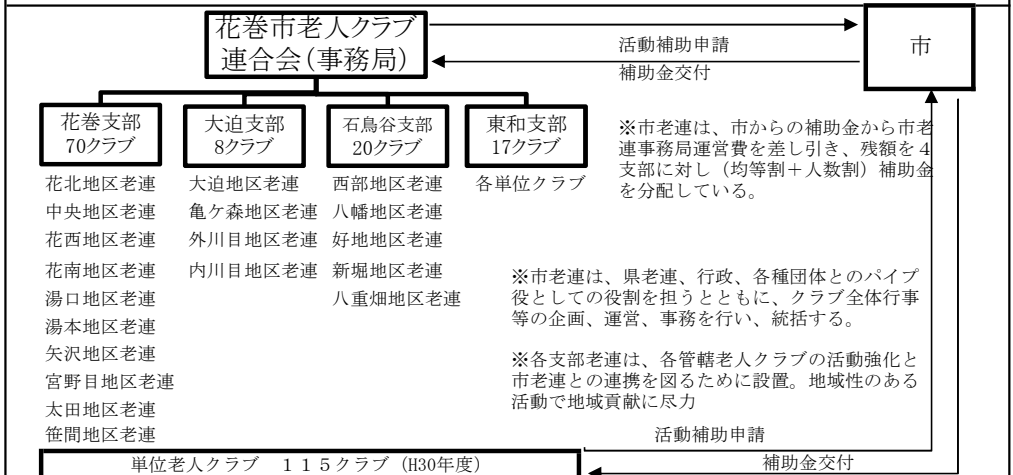 花巻市老人クラブ
連合会（事務局）
活動補助申請
補助金交付
市
花巻支部
70クラブ
大迫支部
8クラブ
石鳥谷支部
20クラブ
東和支部
17クラブ
※市老連は、市からの補助金から市老
連事務局運営費を差し引き、残額を４
支部に対し（均等割＋人数割）補助金
を分配している。
花北地区老連
中央地区老連
花西地区老連
花南地区老連
湯口地区老連
湯本地区老連
矢沢地区老連
宮野目地区老連
太田地区老連
笹間地区老連
大迫地区老連
亀ケ森地区老連
外川目地区老連
内川目地区老連
西部地区老連
八幡地区老連
好地地区老連
新堀地区老連
八重畑地区老連
各単位クラブ
※市老連は、県老連、行政、各種団体とのパイプ
役としての役割を担うとともに、クラブ全体行事
等の企画、運営、事務を行い、統括する。
※各支部老連は、各管轄老人クラブの活動強化と
市老連との連携を図るために設置。地域性のある
活動で地域貢献に尽力
活動補助申請
補助金交付
単位老人クラブ　１１５クラブ（H30年度）